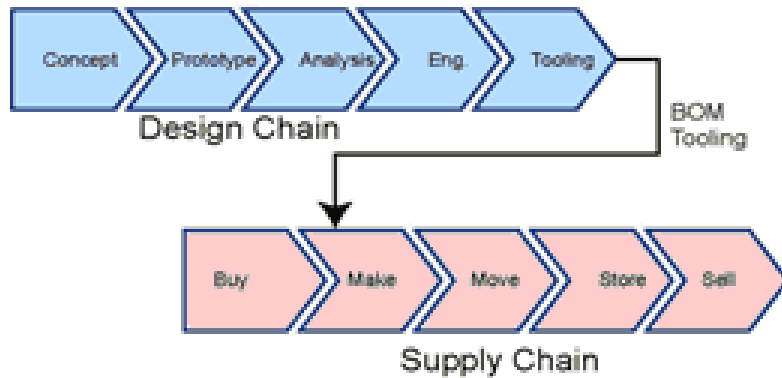 Concept
Prototype
Analysis
Eng.
Tooling
Design Chain
BOM
Tooling
Buy
Make
Move
Store
Sell
Supply Chain